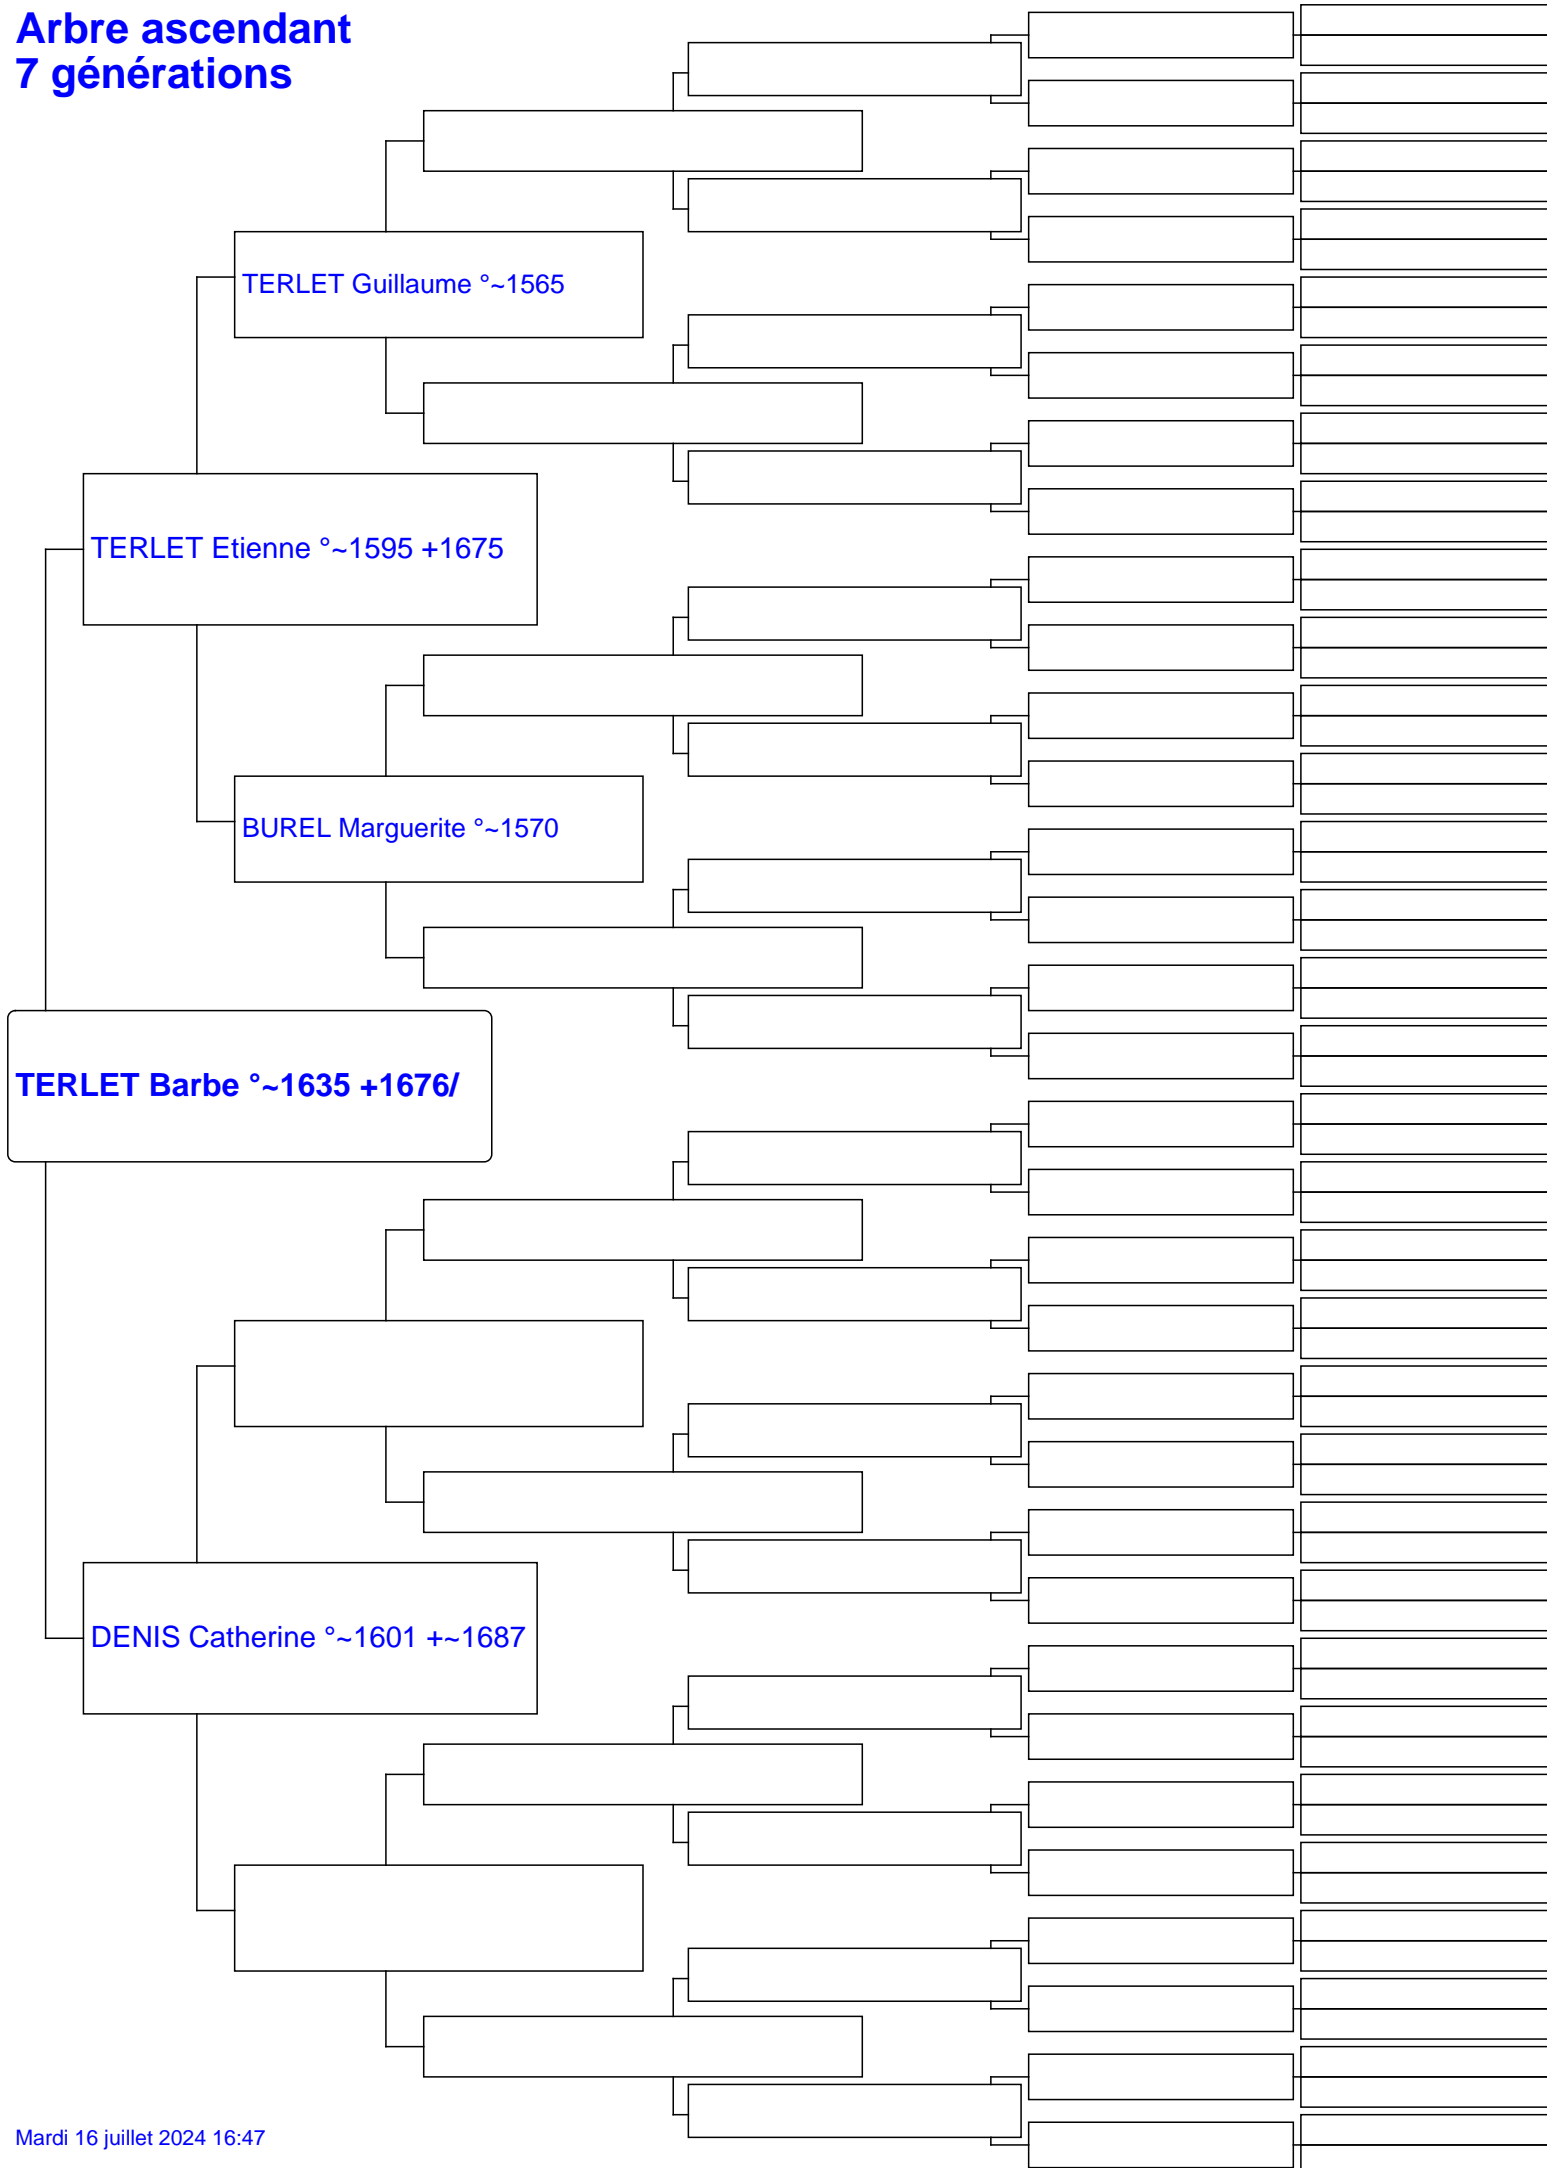 Arbre ascendant
7 générations
TERLET Guillaume °~1565
TERLET Etienne °~1595 +1675
BUREL Marguerite °~1570
TERLET Barbe °~1635 +1676/
DENIS Catherine °~1601 +~1687
Mardi 16 juillet 2024 16:47